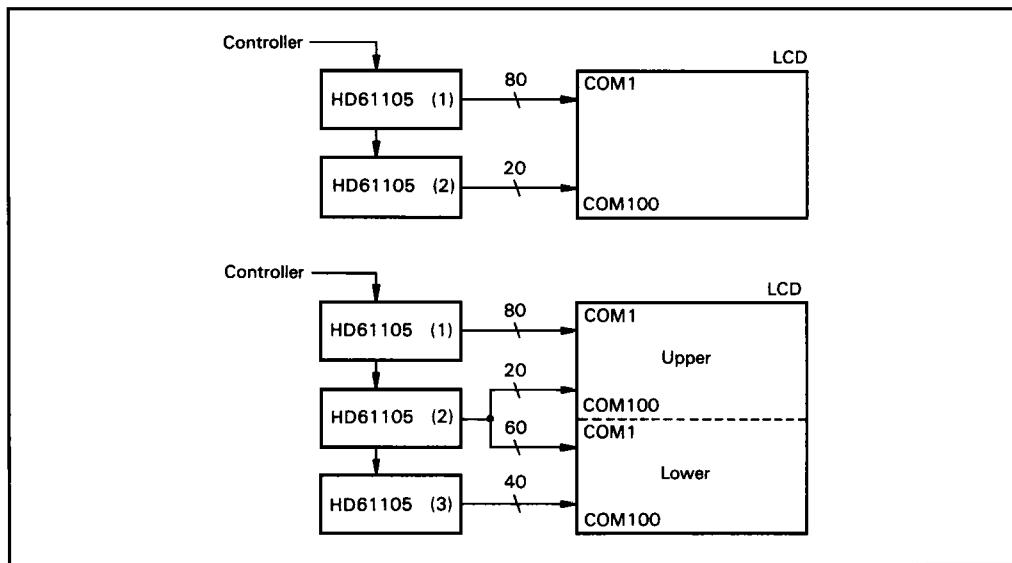 Controller
LCD
HD61105 (1)
80
COM1
HD61105 (2)
20
COM100
Controller
LCD
HD61105 (1)
80
COM1
Upper
20
HD61105 (2)
COM100
60
COM1
Lower
HD61105 (3)
40
COM100